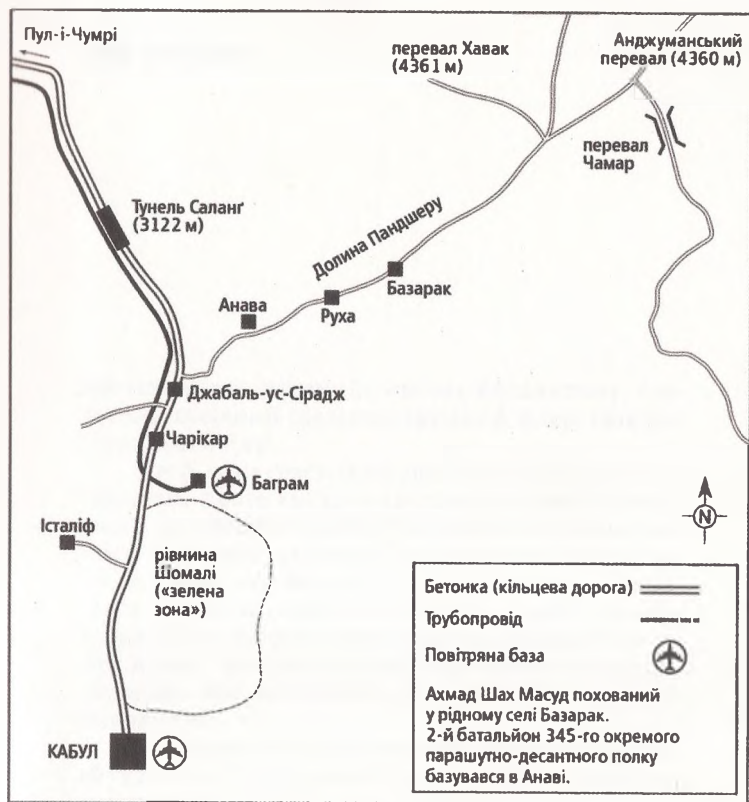 Пул-і-Чумрі
перевал Хавак
(4361 м)
Анджуманський
перевал (4360 м)
перевал
Чамар
Тунель Саланґ
(3122 м)
Долина Пандшеру
Базарак
Анава
Руха
Джабаль-ус-Сірадж
Чарікар
Баграм
Істаліф
рівнина
Шомалі
(«зелена
зона»)
N
КАБУЛ
Бетонка (кільцева дорога)
Трубопровід
Повітряна база
Ахмад Шах Масуд похований
у рідному селі Базарак.
2-й батальйон 345-го окремого
парашутно-десантного полку
базувався в Анаві.